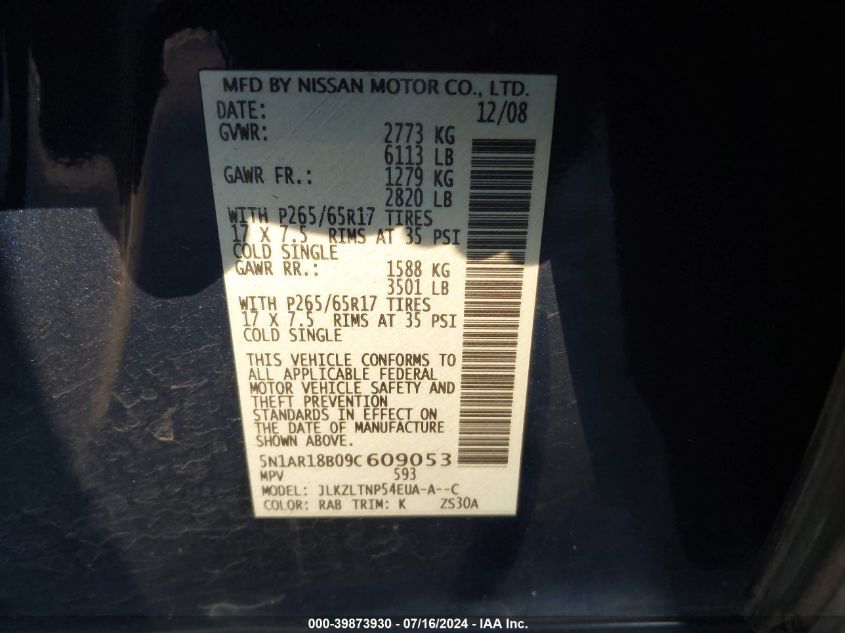 MFD BY NISSAN MOTOR CO., LTD.
DATE: 12/08
GVWR: 2773 KG
6113 LB
GAWR FR.: 1279 KG
2820 LB
WITH P265/65R17 TIRES
17 X 7.5 RIMS AT 35 PSI
COLD SINGLE
GAWR RR.: 1588 KG
3501 LB
WITH P265/65R17 TIRES
17 X 7.5 RIMS AT 35 PSI
COLD SINGLE
THIS VEHICLE CONFORMS TO
ALL APPLICABLE FEDERAL
MOTOR VEHICLE SAFETY AND
THEFT PREVENTION
STANDARDS IN EFFECT ON
THE DATE OF MANUFACTURE
SHOWN ABOVE.
5N1AR18B09C609053
MPV 593
MODEL: JLKZLTNP54EUA-A--C
COLOR: RAB TRIM: K ZS30A
000-39873930 - 07/16/2024 - IAA Inc.